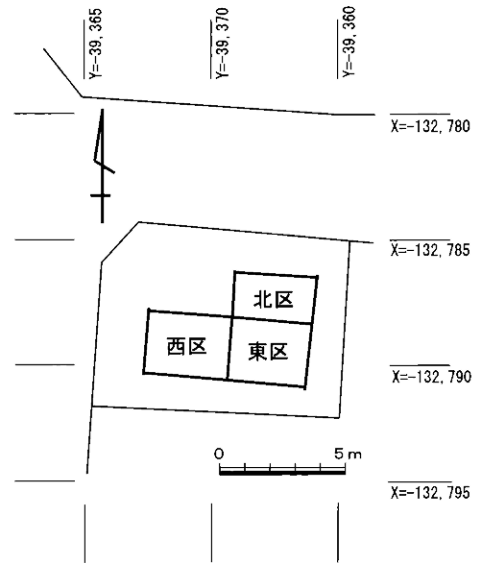 Y=-39, 365
Y=-39, 370
Y=-39, 360
X=-132, 780
X=-132, 785
北区
西区
東区
X=-132, 790
0 5 m
X=-132, 795